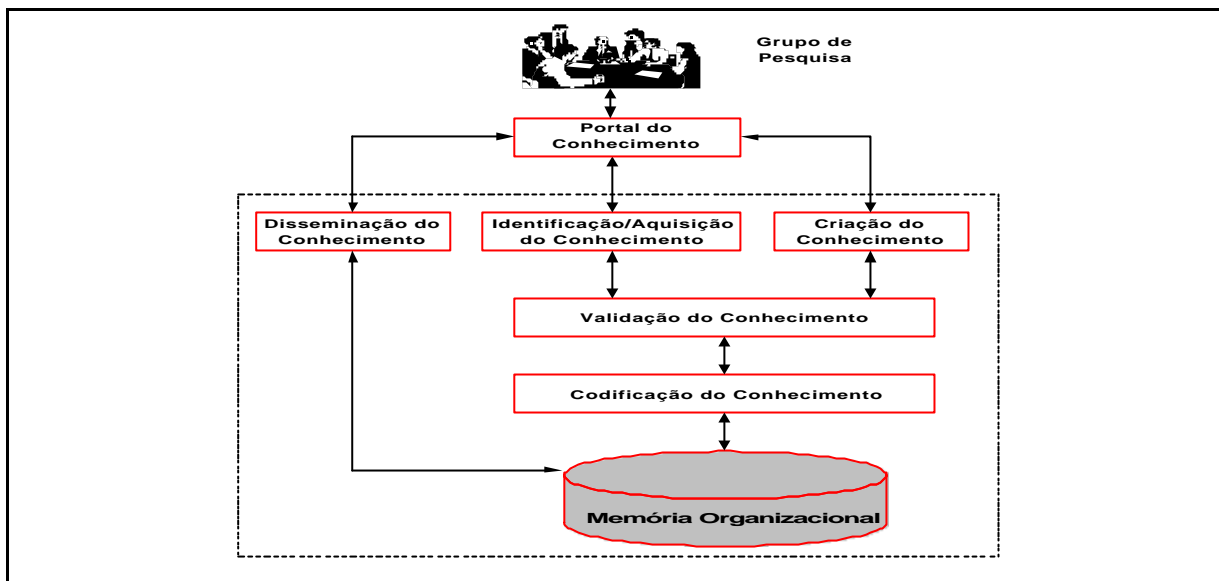 Grupo de
Pesquisa
Portal do
Conhecimento
Disseminação do
Conhecimento
Identificação/Aquisição
do Conhecimento
Criação do
Conhecimento
Validação do Conhecimento
Codificação do Conhecimento
Memória Organizacional